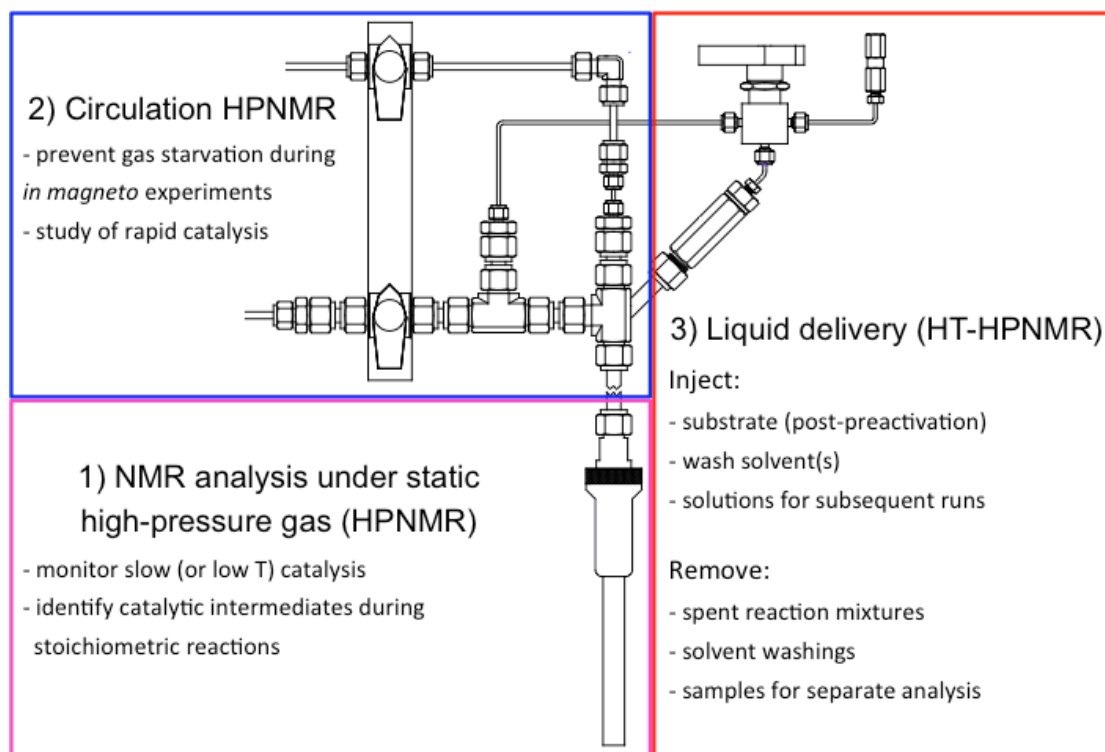 2) Circulation HPNMR
- prevent gas starvation during
in magneto experiments
- study of rapid catalysis
1) NMR analysis under static
high-pressure gas (HPNMR)
- monitor slow (or low T) catalysis
- identify catalytic intermediates during
stoichiometric reactions
3) Liquid delivery (HT-HPNMR)
Inject:
- substrate (post-preactivation)
- wash solvent(s)
- solutions for subsequent runs
Remove:
- spent reaction mixtures
- solvent washings
- samples for separate analysis